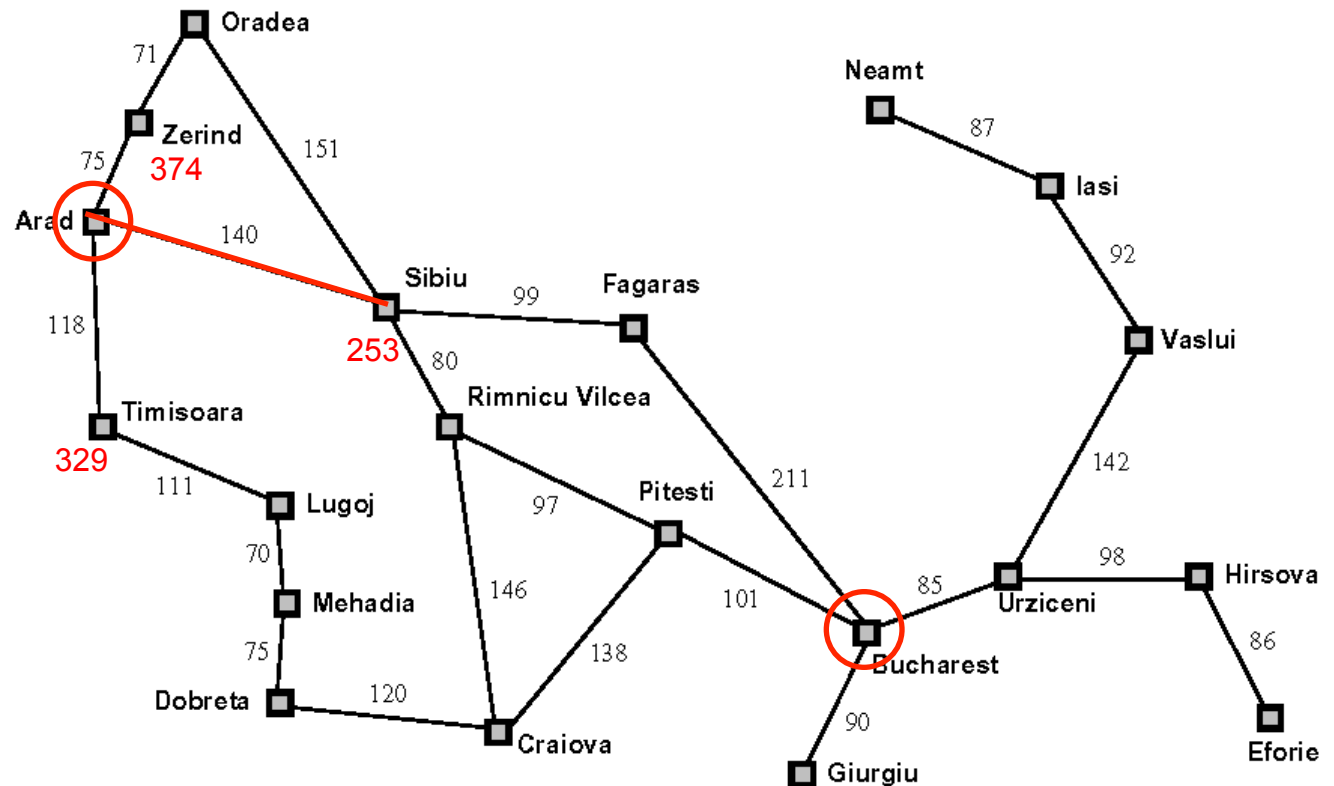 Oradea
71
Neamt
87
Zerind
374
151
75
Iasi
Arad
140
92
Sibiu
99
Fagaras
118
253
80
Vaslui
Rimnicu Vilcea
Timisoara
329
111
211
142
Pitesti
97
Lugoj
70
98
Hirsova
85
Urziceni
Mehadia
146
101
75
138
86
Bucharest
Dobreta
120
90
Craiova
Eforie
Giurgiu